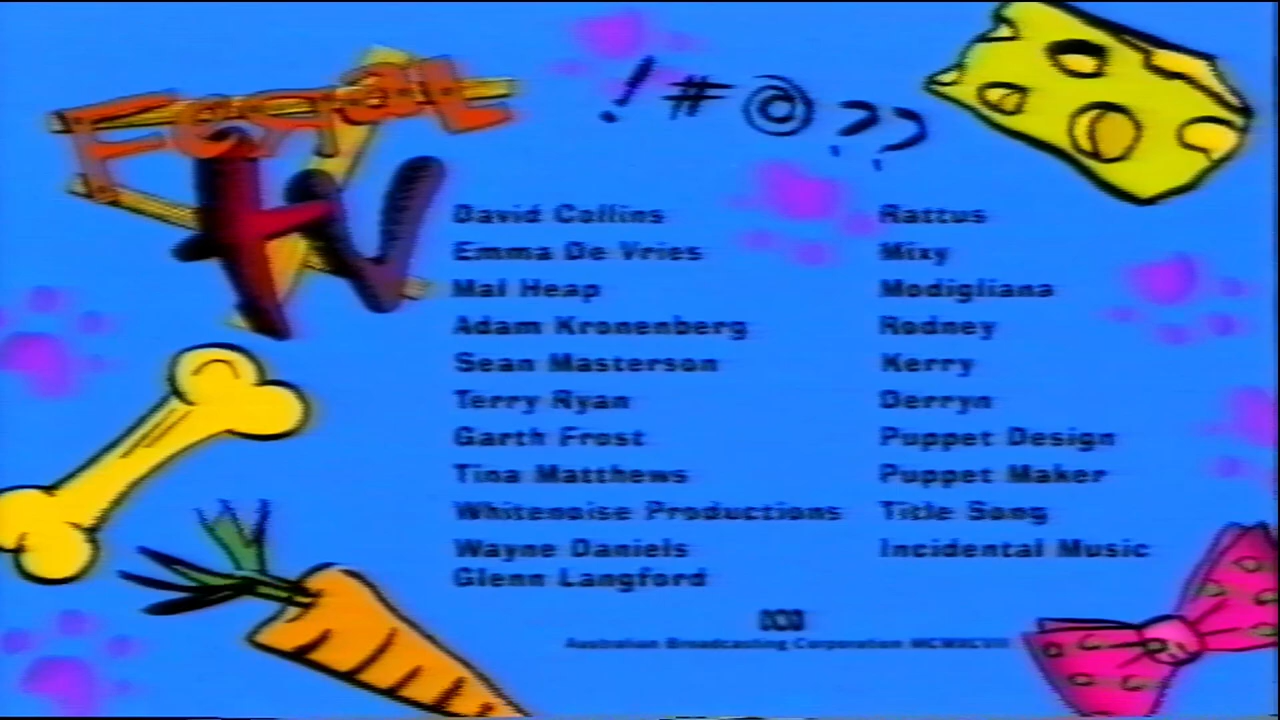 Feral
TV
!#@??
David Collins Rattus
Emma De Vries Mixy
Mal Heap Modigliana
Adam Kronenberg Rodney
Sean Masterson Kerry
Terry Ryan Derryn
Garth Frost Puppet Design
Tina Matthews Puppet Maker
Whitenoise Productions Title Song
Wayne Daniels Incidental Music
Glenn Langford
Australian Broadcasting Corporation